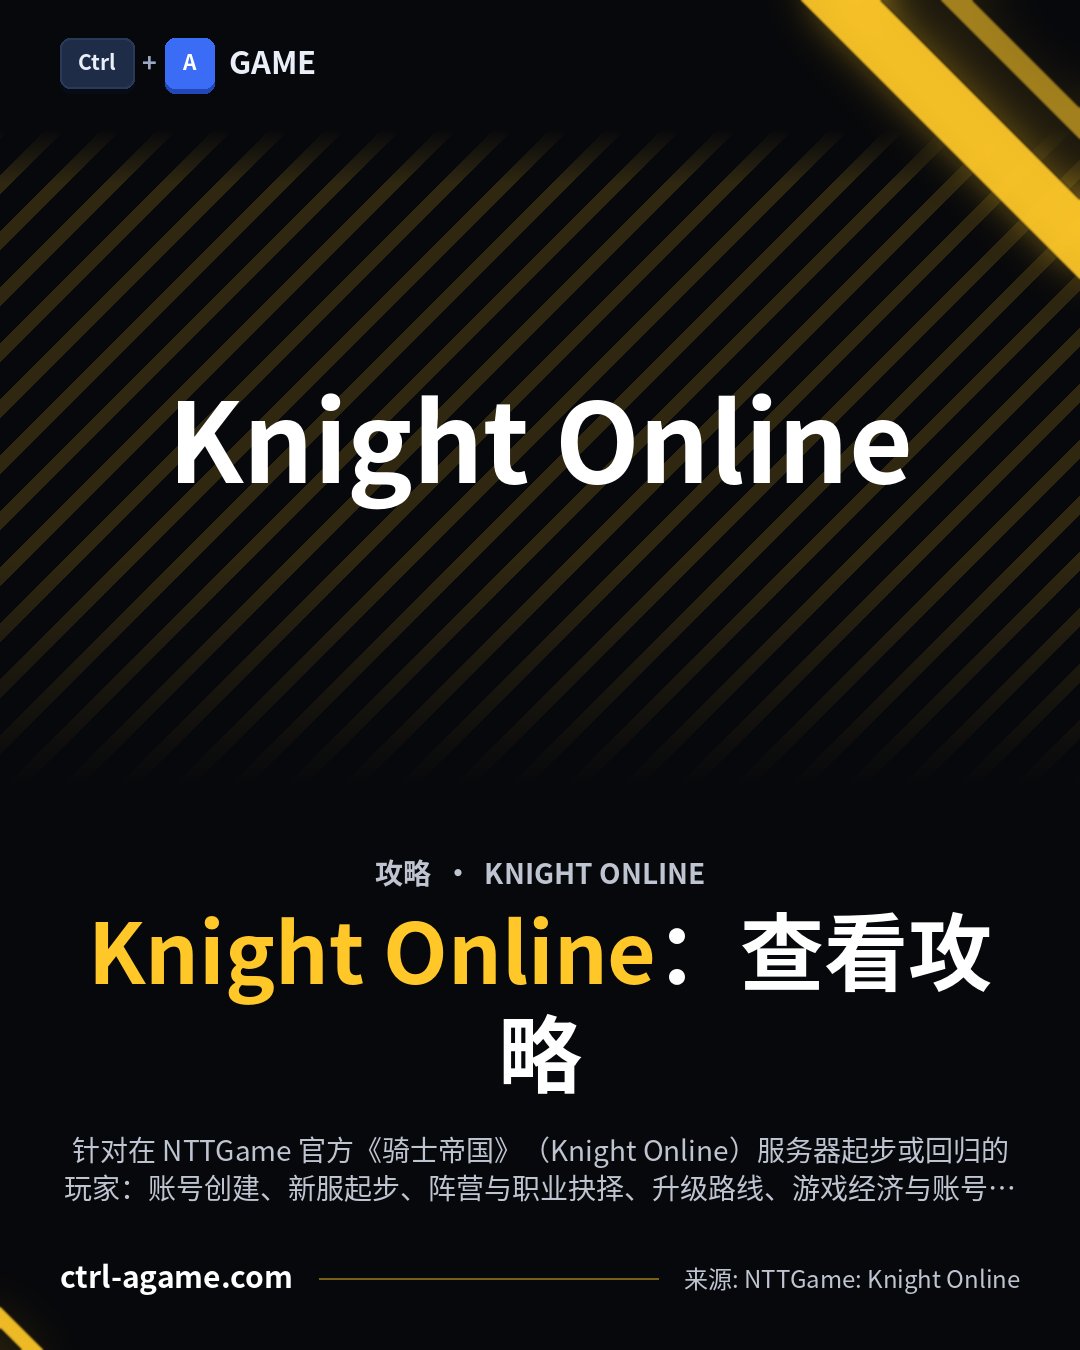 Ctrl + A GAME
Knight Online
攻略 · KNIGHT ONLINE
Knight Online：查看攻
略
针对在 NTTGame 官方《骑士帝国》（Knight Online）服务器起步或回归的
玩家：账号创建、新服起步、阵营与职业抉择、升级路线、游戏经济与账号…
ctrl-agame.com
来源: NTTGame: Knight Online